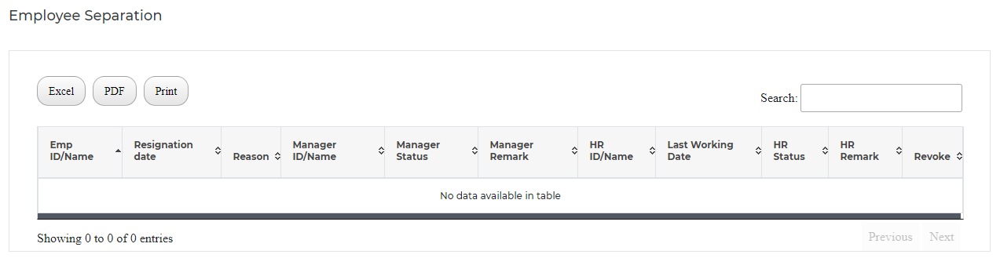 Employee Separation
Excel PDF Print
Search:
Emp ID/Name Resignation date Reason Manager ID/Name Manager Status Manager Remark HR ID/Name Last Working Date HR Status HR Remark Revoke
No data available in table
Showing 0 to 0 of 0 entries
Previous Next